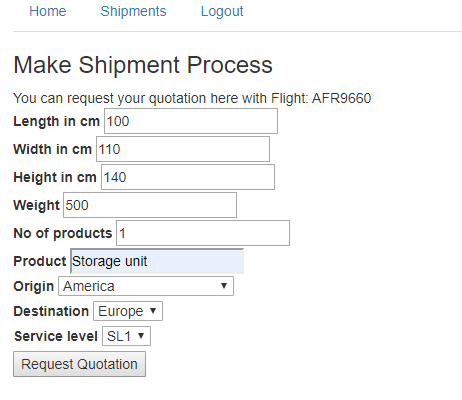 Home Shipments Logout
Make Shipment Process
You can request your quotation here with Flight: AFR9660
Length in cm 100
Width in cm 110
Height in cm 140
Weight 500
No of products 1
Product Storage unit
Origin America
Destination Europe
Service level SL1
Request Quotation